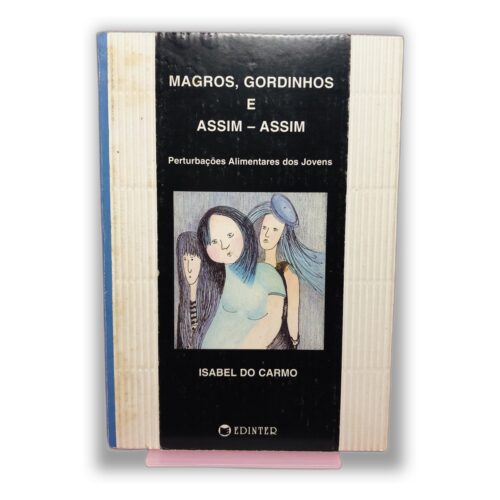 MAGROS, GORDINHOS
E
ASSIM – ASSIM
Perturbações Alimentares dos Jovens
ISABEL DO CARMO
EDINTER